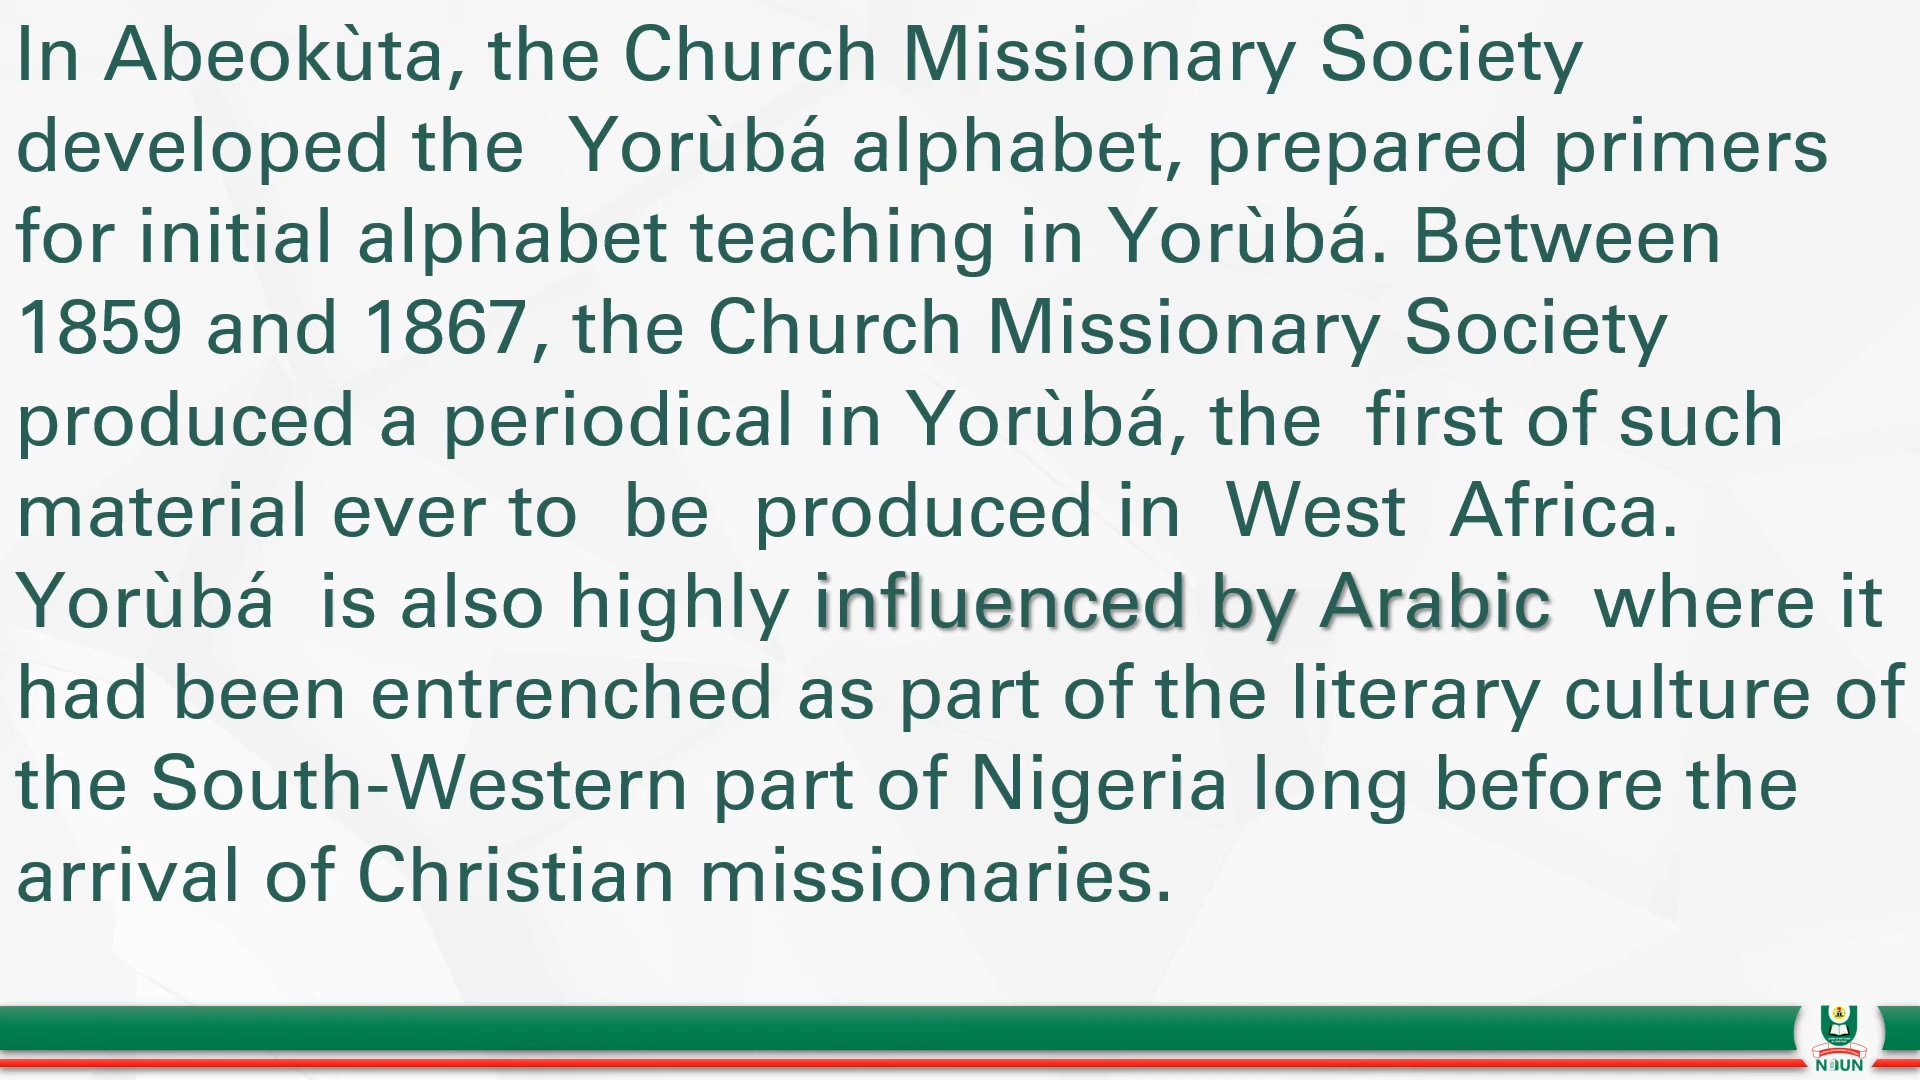 In Abeokùta, the Church Missionary Society
developed the Yorùbá alphabet, prepared primers
for initial alphabet teaching in Yorùbá. Between
1859 and 1867, the Church Missionary Society
produced a periodical in Yorùbá, the first of such
material ever to be produced in West Africa.
Yorùbá is also highly influenced by Arabic where it
had been entrenched as part of the literary culture of
the South-Western part of Nigeria long before the
arrival of Christian missionaries.
NOUN